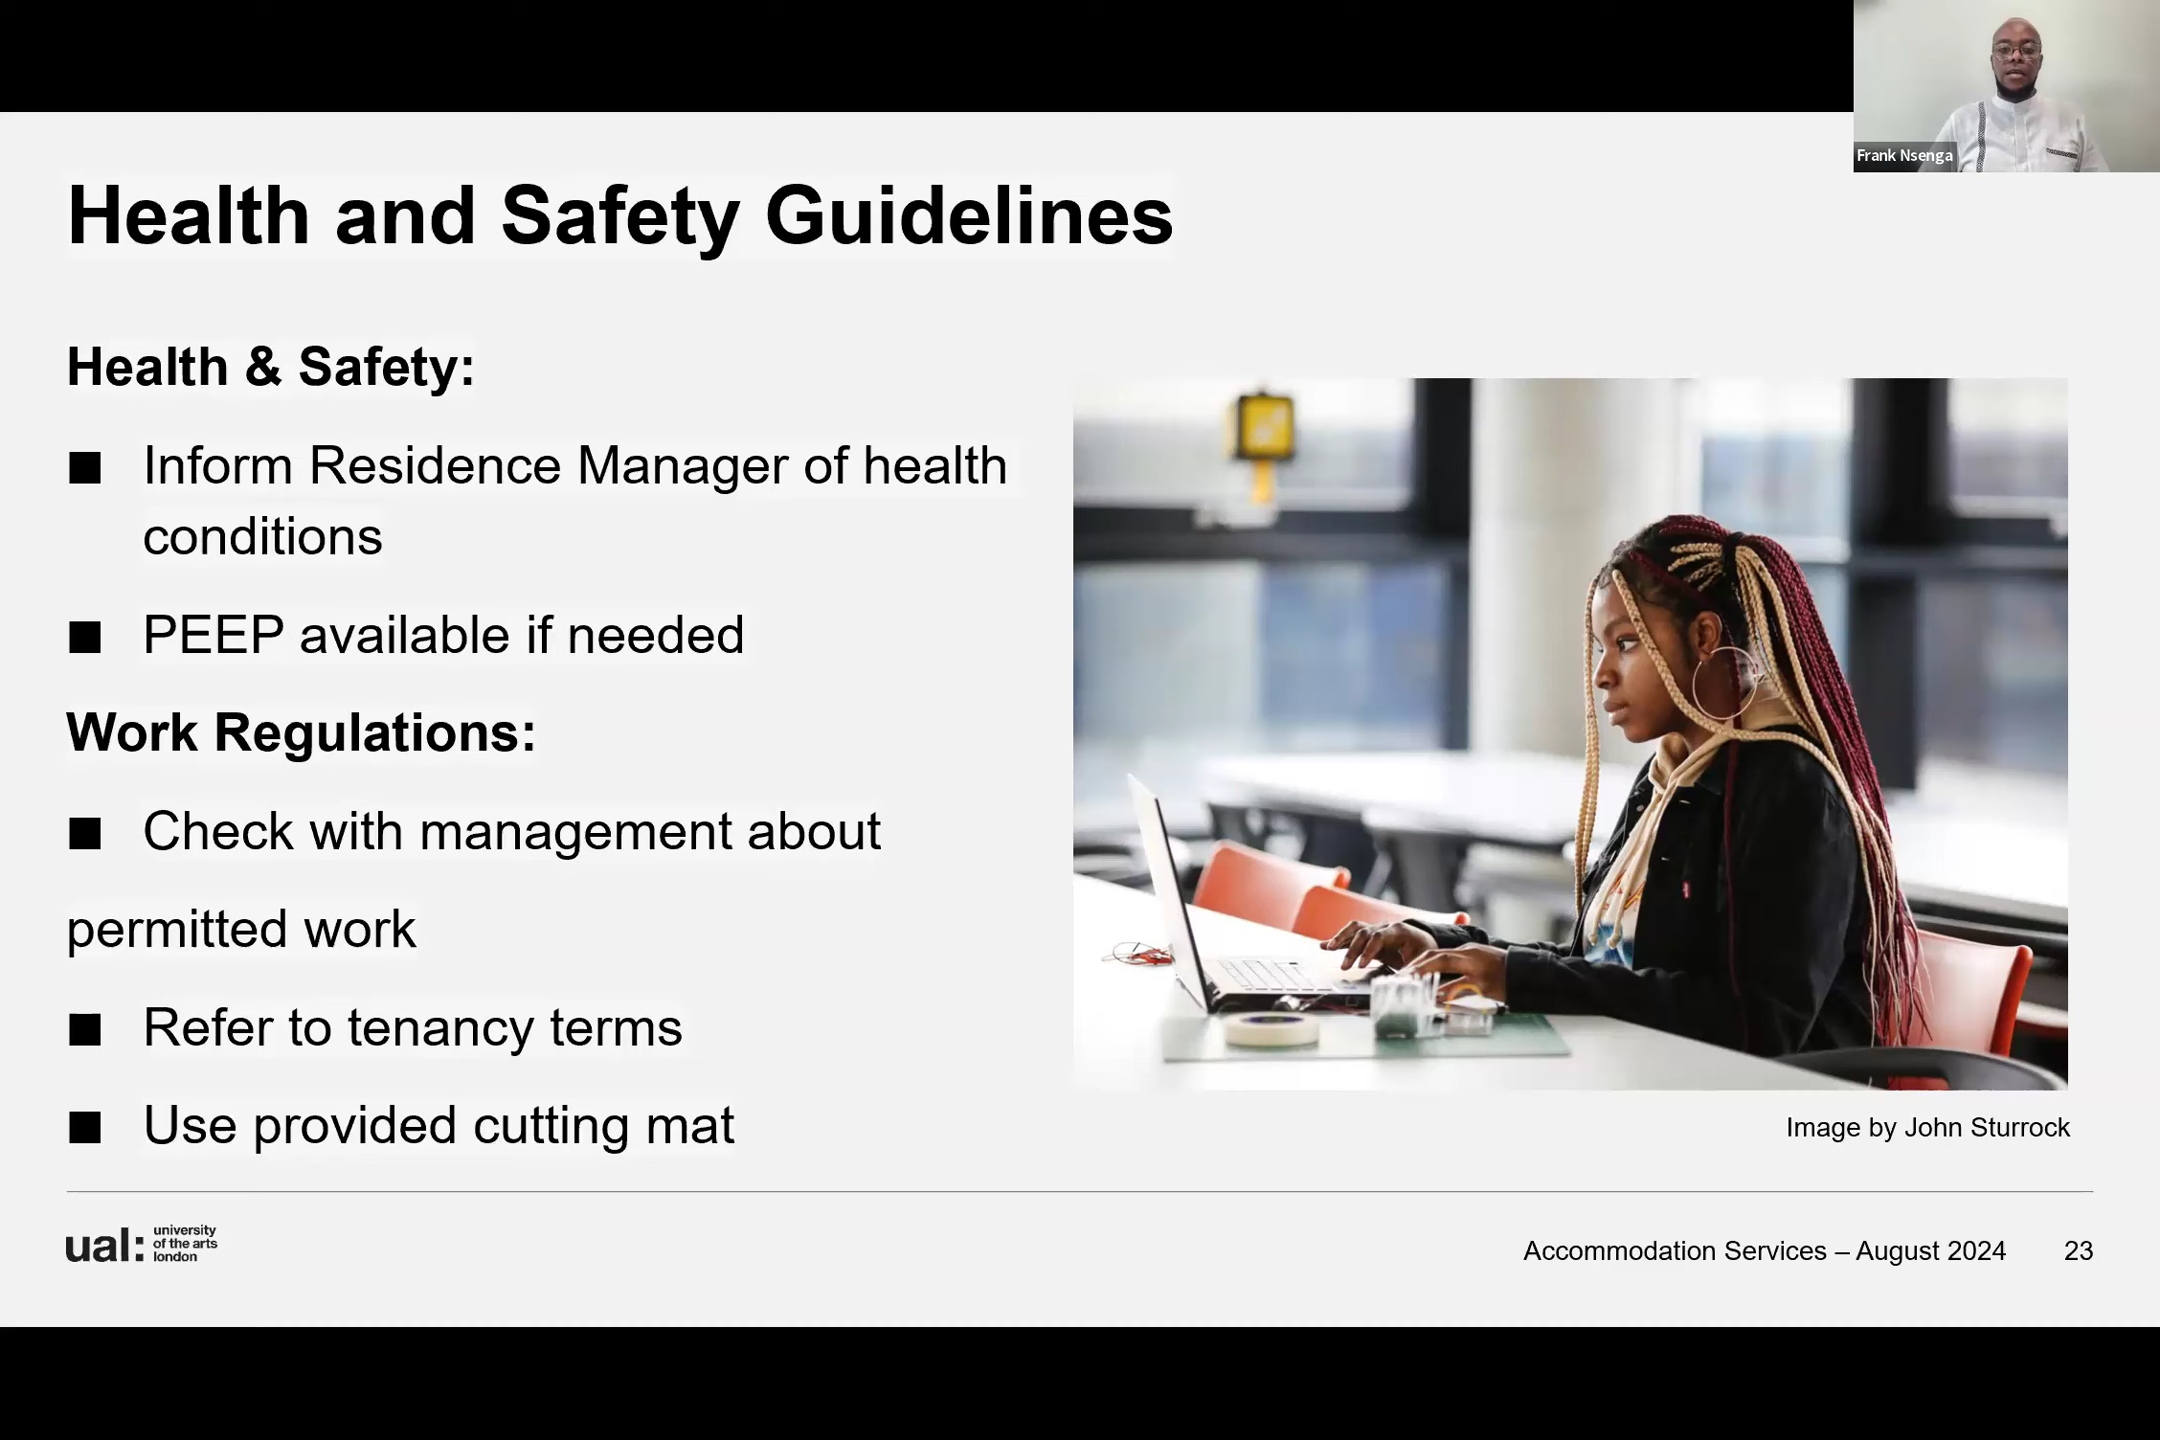 Frank Nsenga
Health and Safety Guidelines
Health & Safety:
■ Inform Residence Manager of health
conditions
■ PEEP available if needed
Work Regulations:
■ Check with management about
permitted work
■ Refer to tenancy terms
■ Use provided cutting mat
Image by John Sturrock
ual: university
of the arts
london
Accommodation Services – August 2024 23